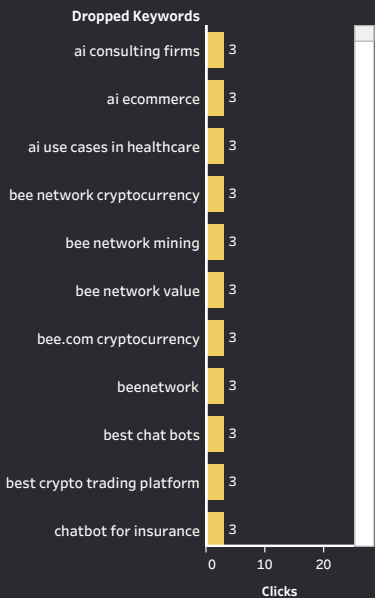 Dropped Keywords
ai consulting firms 3
ai ecommerce 3
ai use cases in healthcare 3
bee network cryptocurrency 3
bee network mining 3
bee network value 3
bee.com cryptocurrency 3
beenetwork 3
best chat bots 3
best crypto trading platform 3
chatbot for insurance 3
0 10 20
Clicks